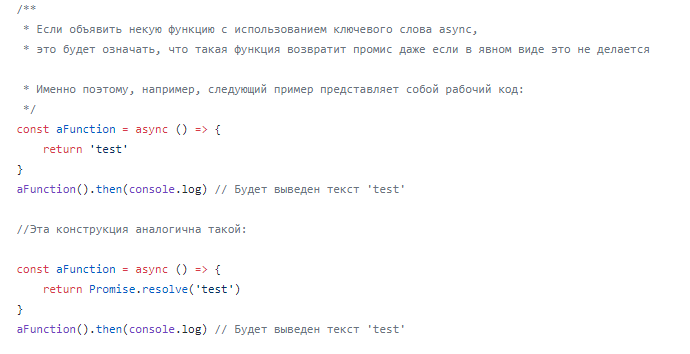 /**
* Если объявить некую функцию с использованием ключевого слова async,
* это будет означать, что такая функция возвратит промис даже если в явном виде это не делается
* Именно поэтому, например, следующий пример представляет собой рабочий код:
*/
const aFunction = async () => {
return 'test'
}
aFunction().then(console.log) // Будет выведен текст 'test'
//Эта конструкция аналогична такой:
const aFunction = async () => {
return Promise.resolve('test')
}
aFunction().then(console.log) // Будет выведен текст 'test'